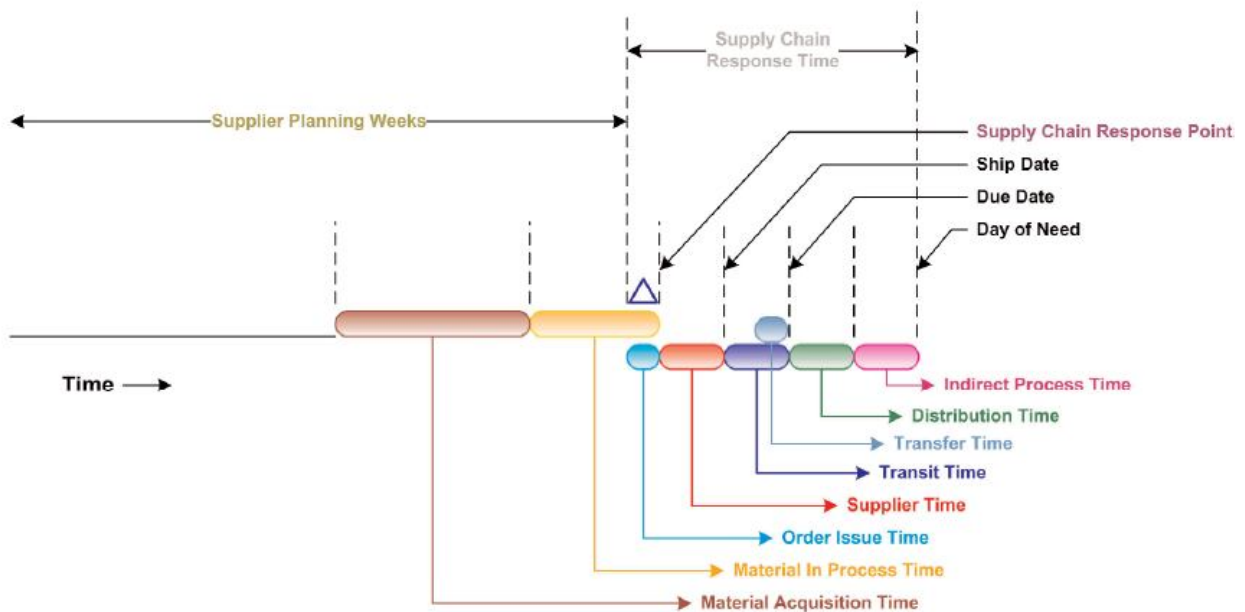 Supply Chain
Response Time
Supplier Planning Weeks
Supply Chain Response Point
Ship Date
Due Date
Day of Need
Time
Indirect Process Time
Distribution Time
Transfer Time
Transit Time
Supplier Time
Order Issue Time
Material In Process Time
Material Acquisition Time